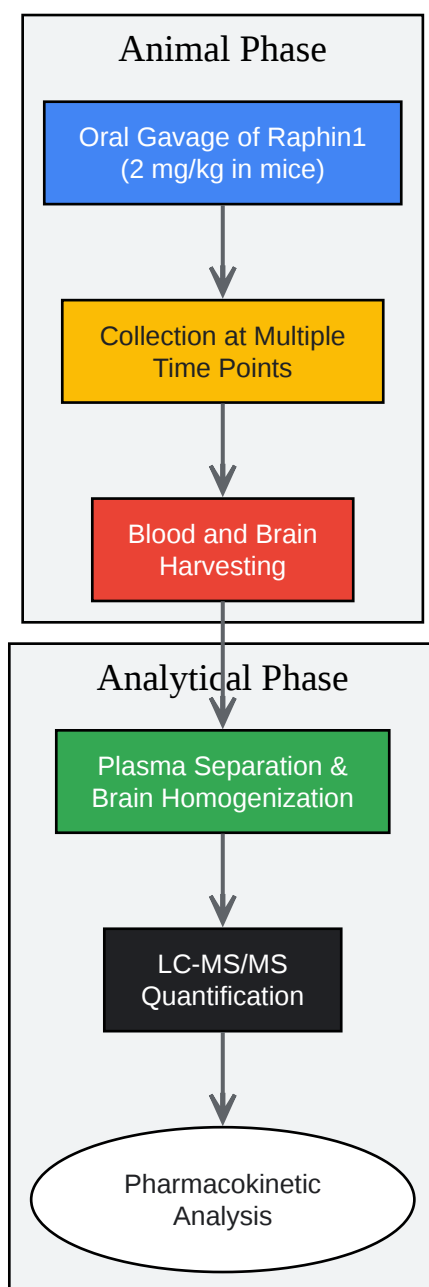 Animal Phase
Oral Gavage of Raphin1
(2 mg/kg in mice)
Collection at Multiple
Time Points
Blood and Brain
Harvesting
Analytical Phase
Plasma Separation &
Brain Homogenization
LC-MS/MS
Quantification
Pharmacokinetic
Analysis